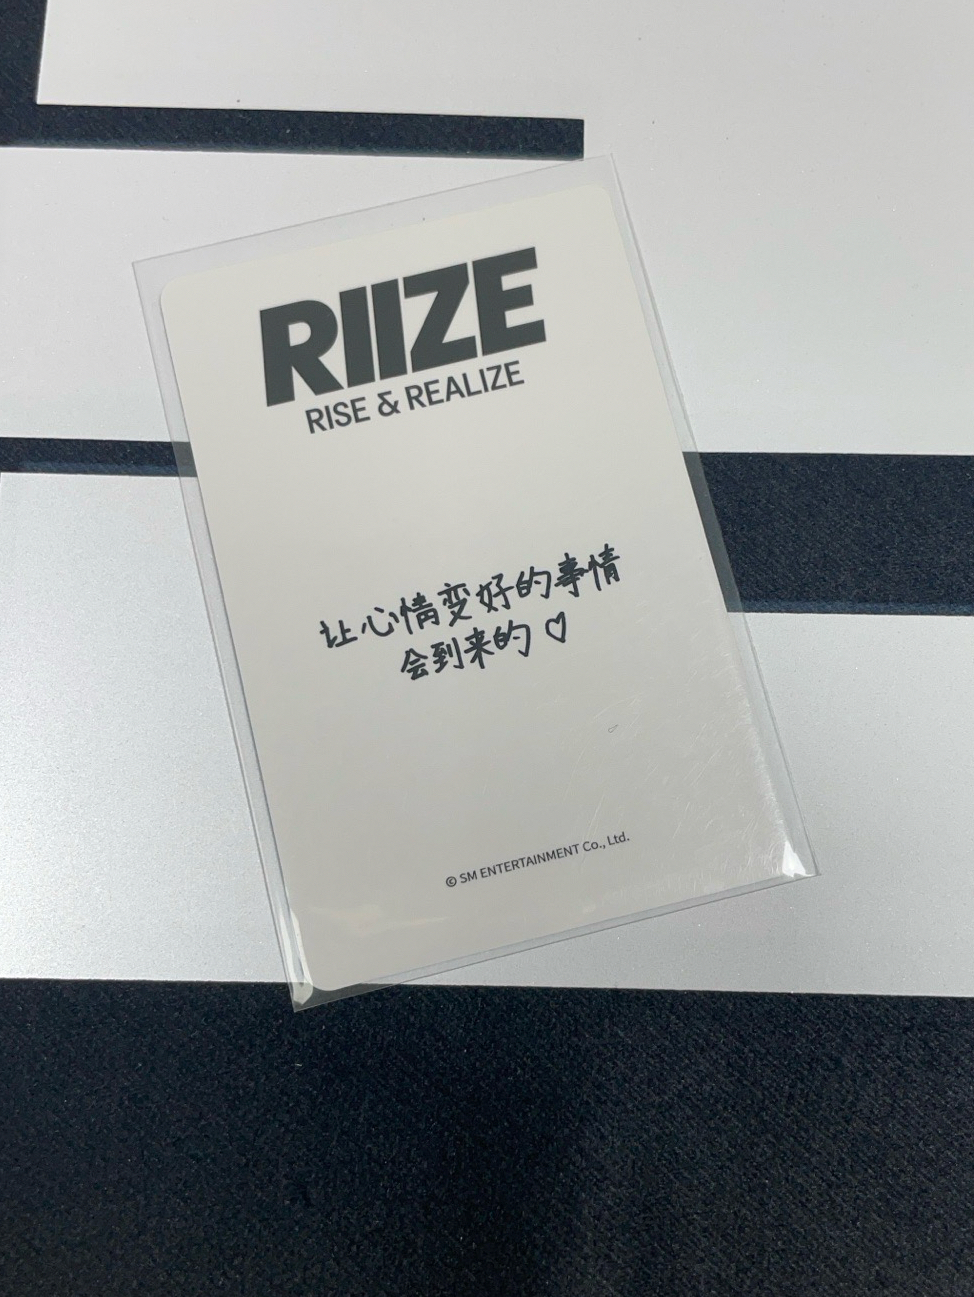 RIIZE
RISE & REALIZE
让心情变好的事情
会到来的 ♡
© SM ENTERTAINMENT Co., Ltd.